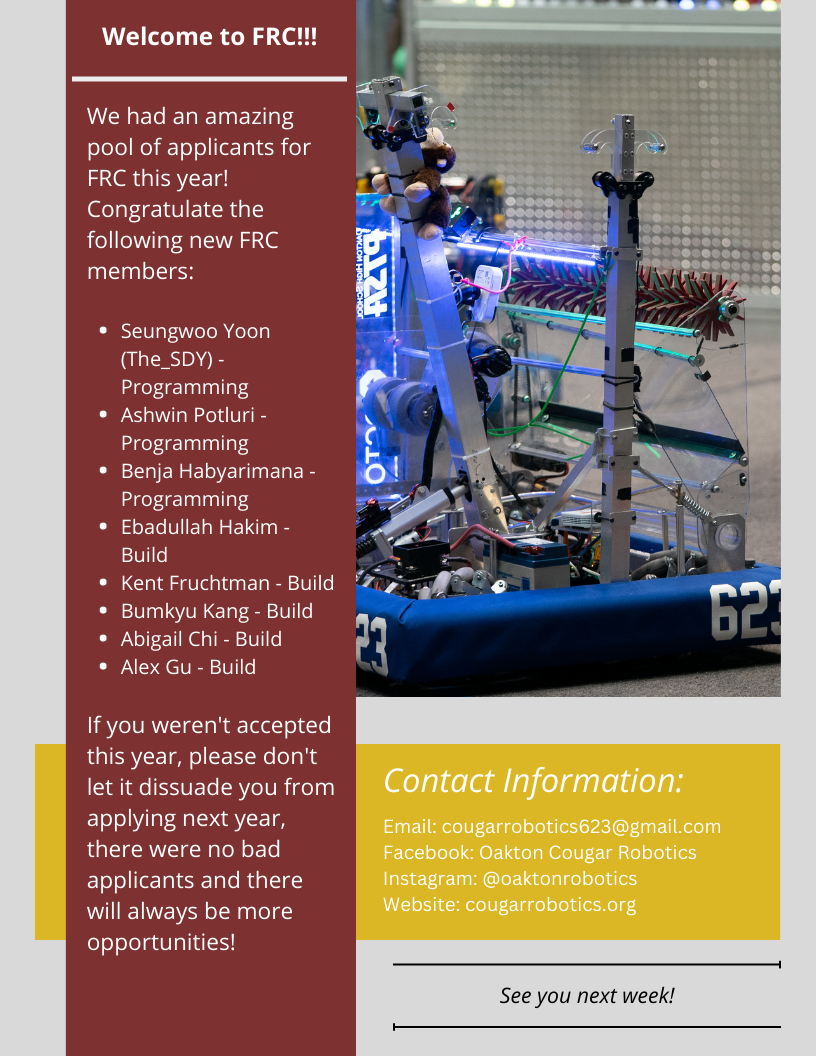 Welcome to FRC!!!
We had an amazing
pool of applicants for
FRC this year!
Congratulate the
following new FRC
members:
• Seungwoo Yoon
(The_SDY) -
Programming
• Ashwin Potluri -
Programming
• Benja Habyarimana -
Programming
• Ebadullah Hakim -
Build
• Kent Fruchtman - Build
• Bumkyu Kang - Build
• Abigail Chi - Build
• Alex Gu - Build
If you weren't accepted
this year, please don't
let it dissuade you from
applying next year,
there were no bad
applicants and there
will always be more
opportunities!
23
623
Contact Information:
Email: cougarrobotics623@gmail.com
Facebook: Oakton Cougar Robotics
Instagram: @oaktonrobotics
Website: cougarrobotics.org
See you next week!